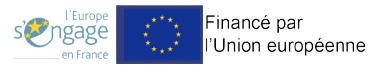 l'Europe
s'engage
en France
Financé par
l'Union européenne